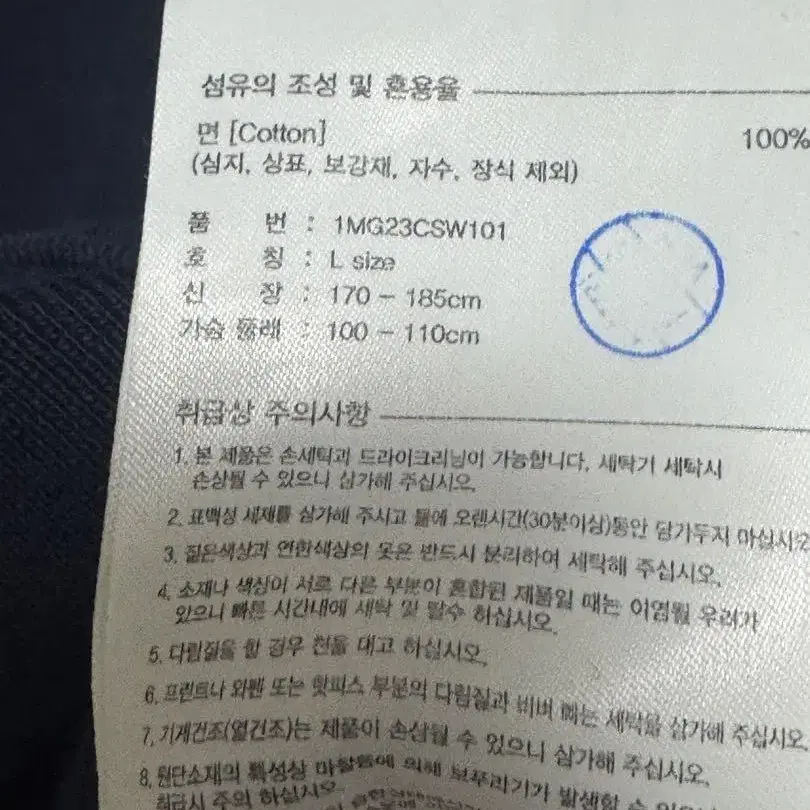 섬유의 조성 및 혼용율
면 [Cotton] 100%
(심지, 상표, 보강재, 자수, 장식 제외)
품 번 : 1MG23CSW101
호 칭 : L size
신 장 : 170 - 185cm
가슴 둘레 : 100 - 110cm
취급상 주의사항
1. 본 제품은 손세탁과 드라이크리닝이 가능합니다, 세탁기 세탁시
손상될 수 있으니 삼가해 주십시오.
2. 표백성 세재를 삼가해 주시고 물에 오랜시간(30분이상)동안 담가두지 마십시오
3. 짙은색상과 연한색상의 옷은 반드시 분리하여 세탁해 주십시오.
4. 소재나 색상이 서로 다른 부분이 혼합된 제품일 때는 이염될 우려가
있으니 빠른 시간내에 세탁 및 탈수 하십시오.
5. 다림질을 할 경우 천을 대고 하십시오.
6. 프린트나 와펜 또는 핫피스 부분의 다림질과 비벼 빠는 세탁을 삼가해 주십시오.
7. 기계건조(열건조)는 제품이 손상될 수 있으니 삼가해 주십시오.
8. 원단소재의 특성상 마찰등에 의해 보푸라기가 발생할 수
취급시 주의 하십시오.